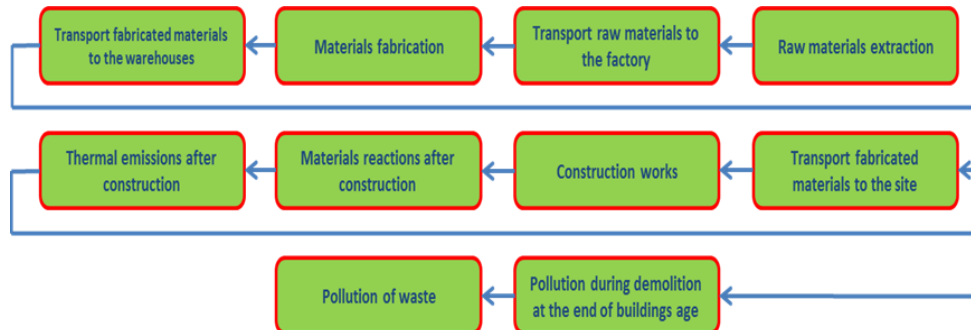 Transport fabricated materials
to the warehouses
Materials fabrication
Transport raw materials to
the factory
Raw materials extraction
Thermal emissions after
construction
Materials reactions after
construction
Construction works
Transport fabricated
materials to the site
Pollution of waste
Pollution during demolition
at the end of buildings age